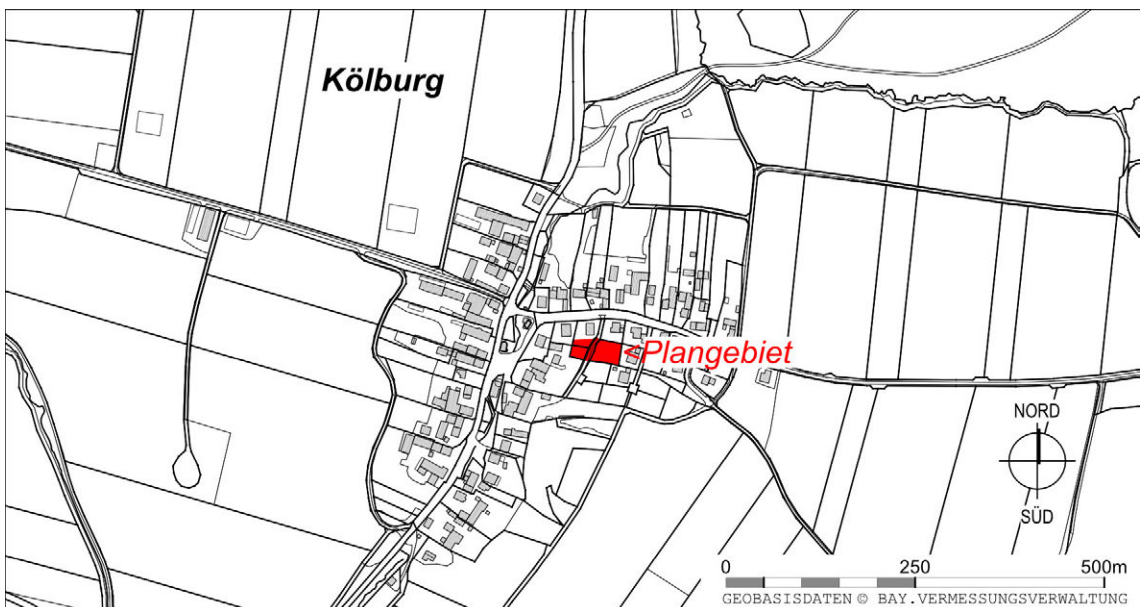 Kölburg
<Plangebiet
NORD
SÜD
0 250 500m
GEOBASISDATEN © BAY.VERMESSUNGSVERWALTUNG